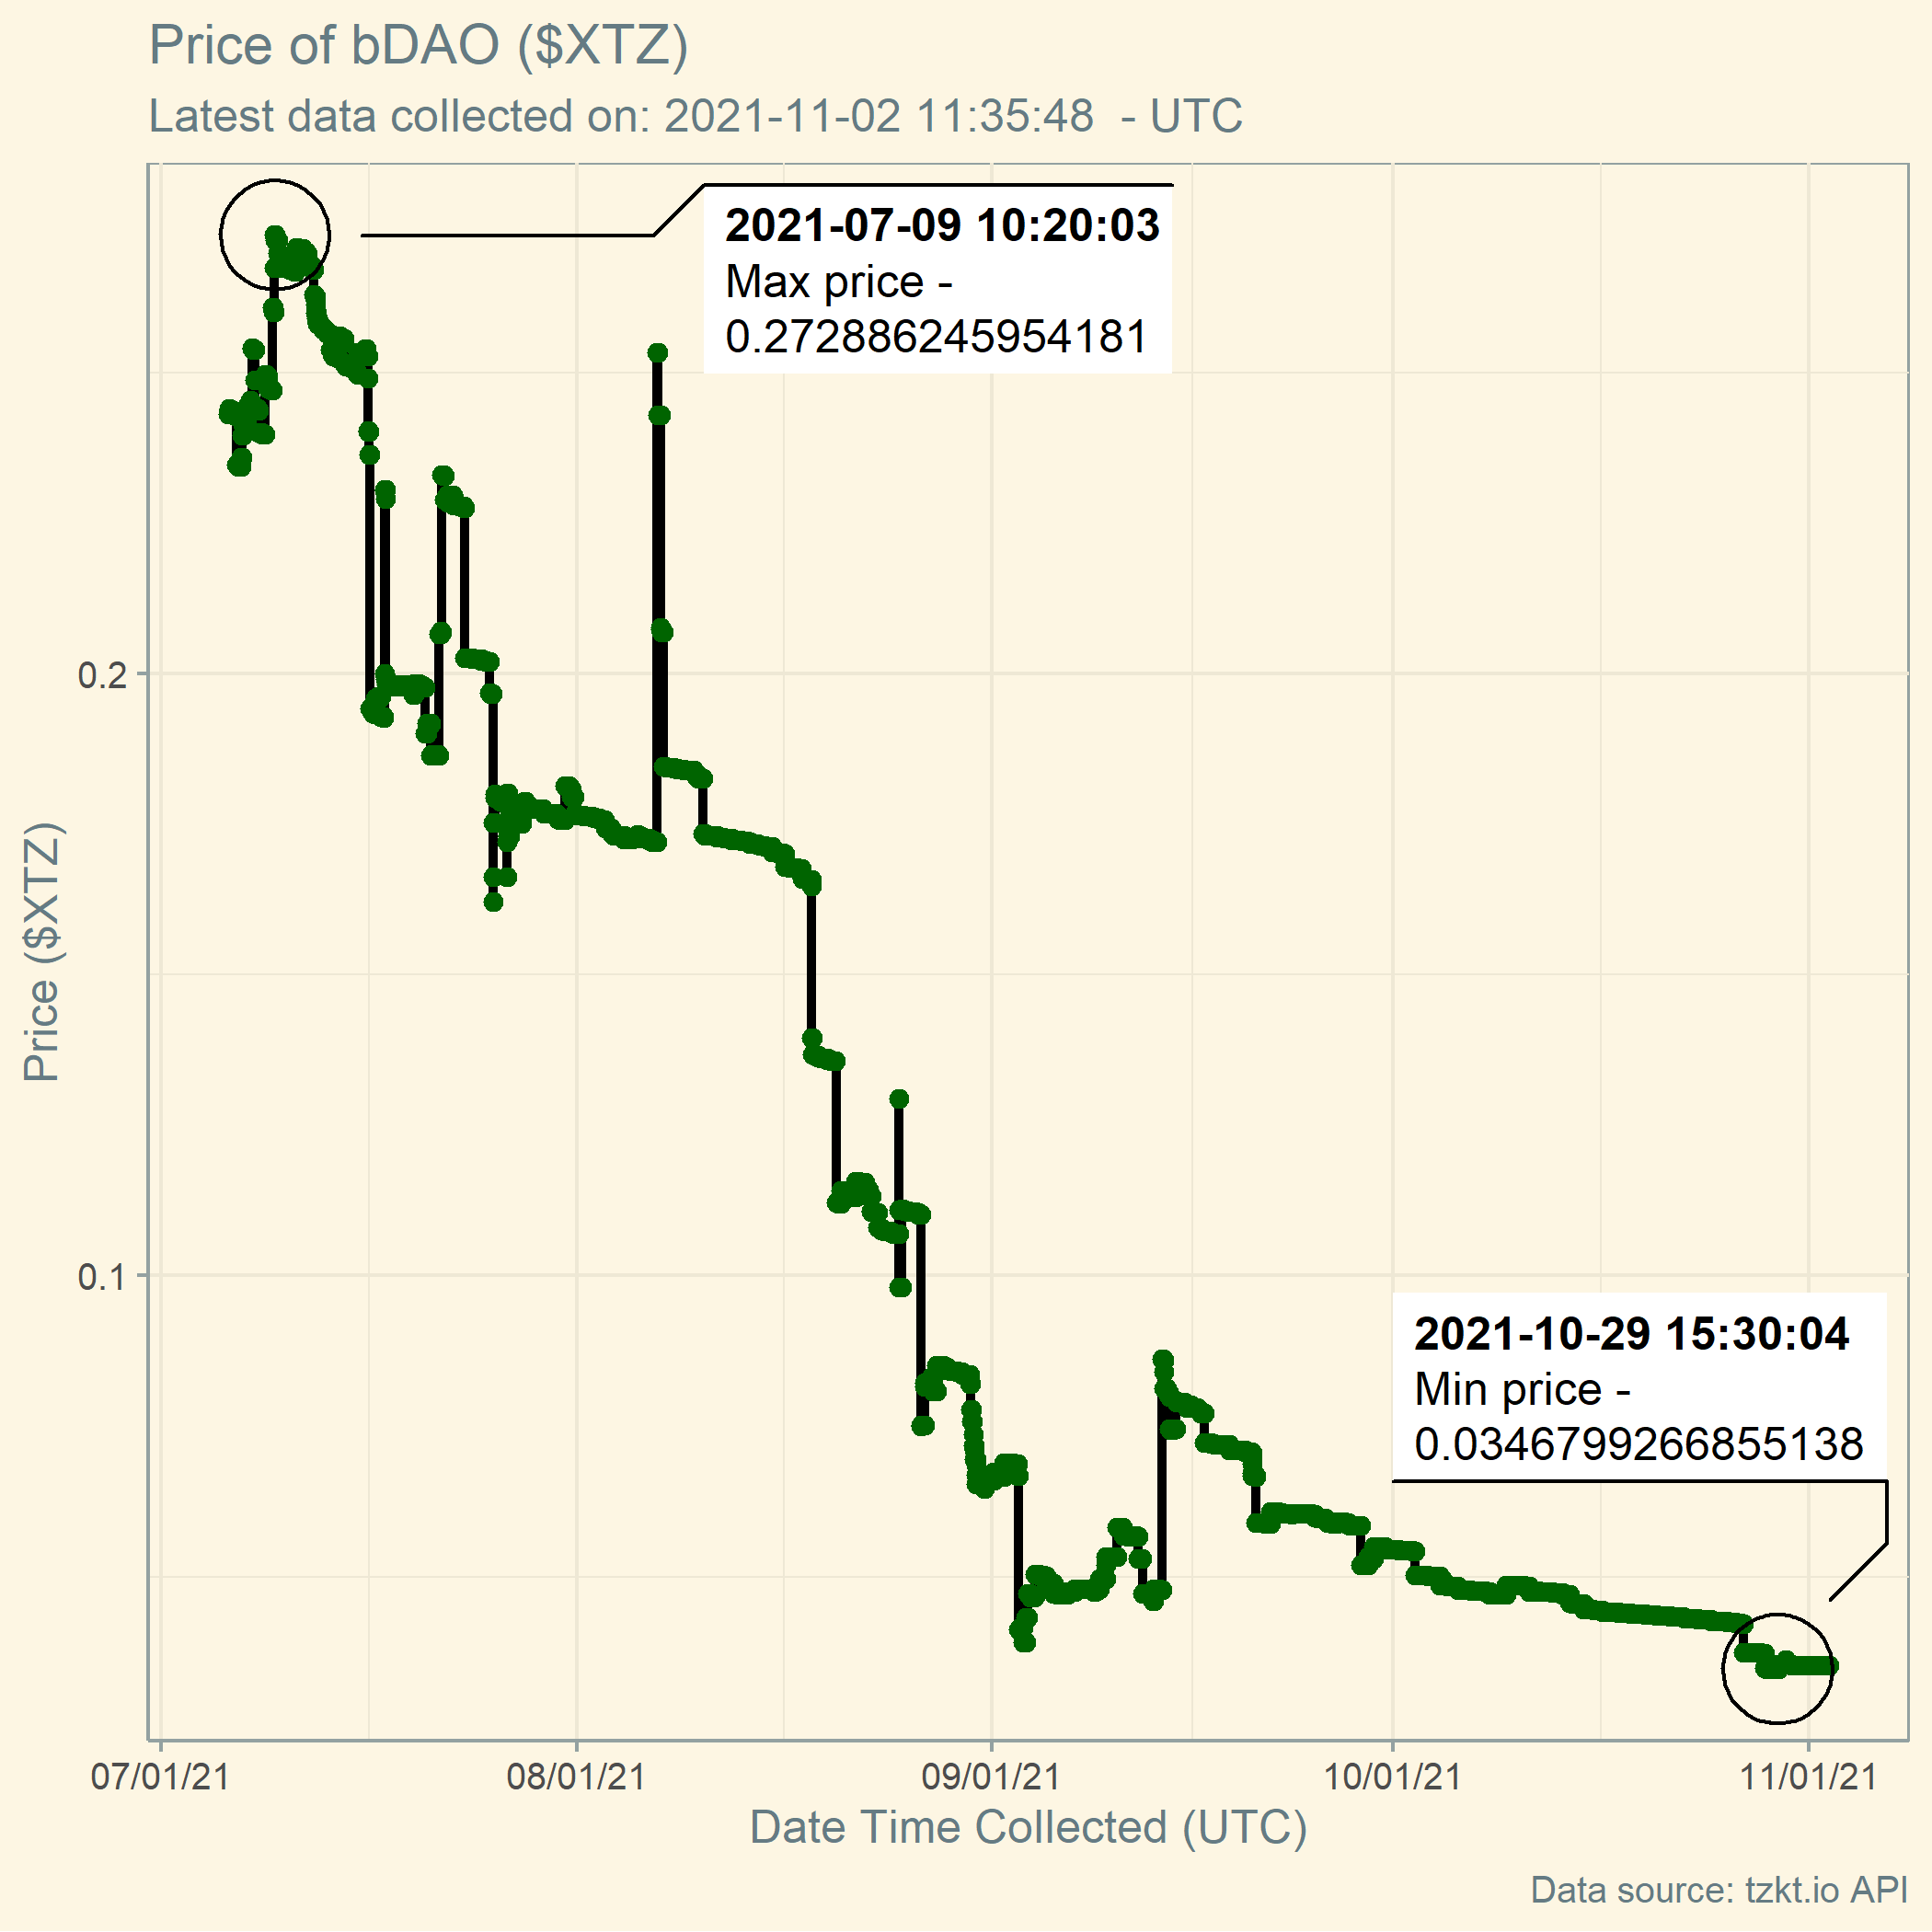 Price of bDAO ($XTZ)
Latest data collected on: 2021-11-02 11:35:48  - UTC
2021-07-09 10:20:03
Max price -
0.272886245954181
0.2
Price ($XTZ)
0.1
2021-10-29 15:30:04
Min price -
0.0346799266855138
07/01/21
08/01/21
09/01/21
10/01/21
11/01/21
Date Time Collected (UTC)
Data source: tzkt.io API